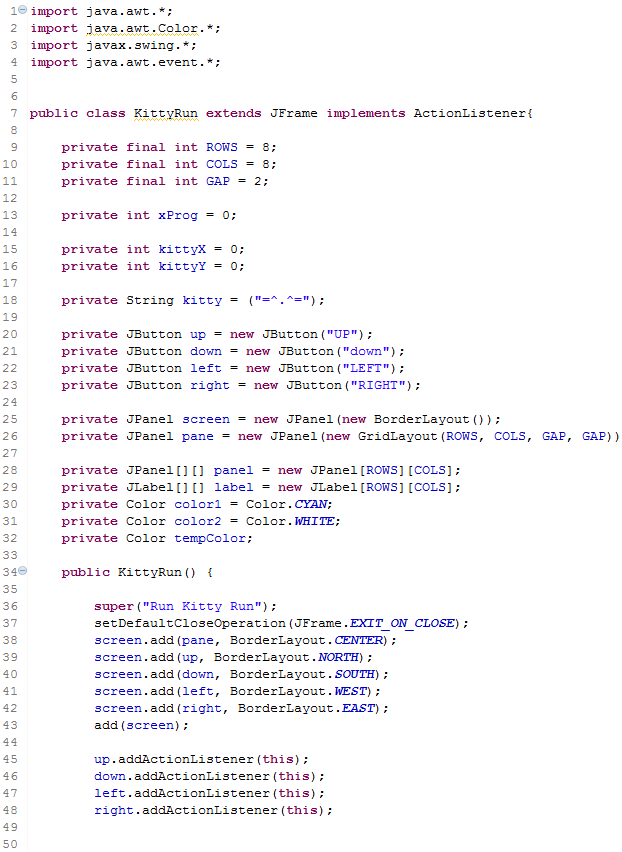 1 import java.awt.*;
2 import java.awt.Color.*;
3 import javax.swing.*;
4 import java.awt.event.*;
5
6
7 public class KittyRun extends JFrame implements ActionListener{
8
9     private final int ROWS = 8;
10     private final int COLS = 8;
11     private final int GAP = 2;
12
13     private int xProg = 0;
14
15     private int kittyX = 0;
16     private int kittyY = 0;
17
18     private String kitty = ("=^.^=");
19
20     private JButton up = new JButton("UP");
21     private JButton down = new JButton("down");
22     private JButton left = new JButton("LEFT");
23     private JButton right = new JButton("RIGHT");
24
25     private JPanel screen = new JPanel(new BorderLayout());
26     private JPanel pane = new JPanel(new GridLayout(ROWS, COLS, GAP, GAP))
27
28     private JPanel[][] panel = new JPanel[ROWS][COLS];
29     private JLabel[][] label = new JLabel[ROWS][COLS];
30     private Color color1 = Color.CYAN;
31     private Color color2 = Color.WHITE;
32     private Color tempColor;
33
34     public KittyRun() {
35
36         super("Run Kitty Run");
37         setDefaultCloseOperation(JFrame.EXIT_ON_CLOSE);
38         screen.add(pane, BorderLayout.CENTER);
39         screen.add(up, BorderLayout.NORTH);
40         screen.add(down, BorderLayout.SOUTH);
41         screen.add(left, BorderLayout.WEST);
42         screen.add(right, BorderLayout.EAST);
43         add(screen);
44
45         up.addActionListener(this);
46         down.addActionListener(this);
47         left.addActionListener(this);
48         right.addActionListener(this);
49
50